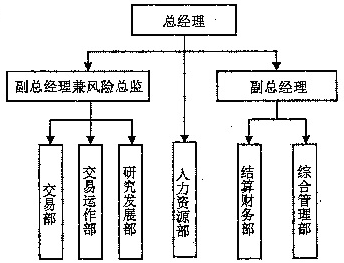 总经理
副总经理兼风险总监
副总经理
交易部
交易运作部
研究发展部
人力资源部
结算财务部
综合管理部